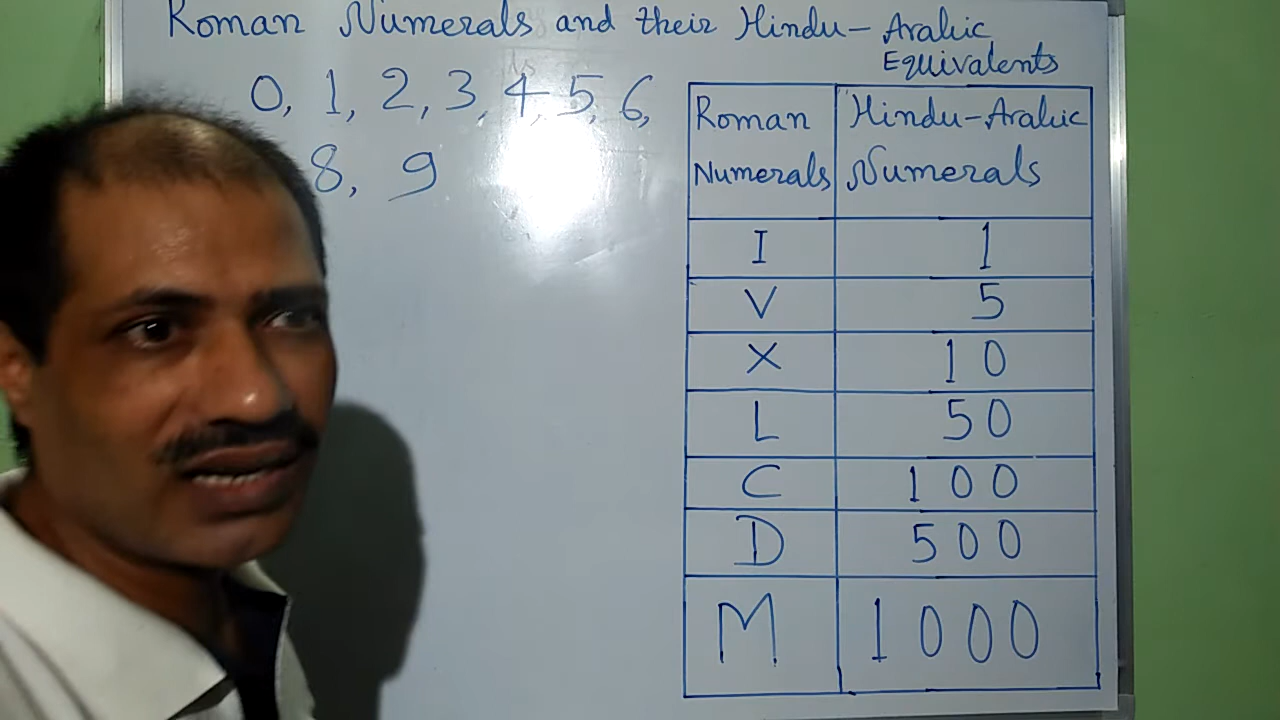 Roman Numerals and their Hindu-Arabic
Equivalents
0, 1, 2, 3, 4, 5, 6,
8, 9
Roman Numerals | Hindu-Arabic Numerals
I | 1
V | 5
X | 10
L | 50
C | 100
D | 500
M | 1000